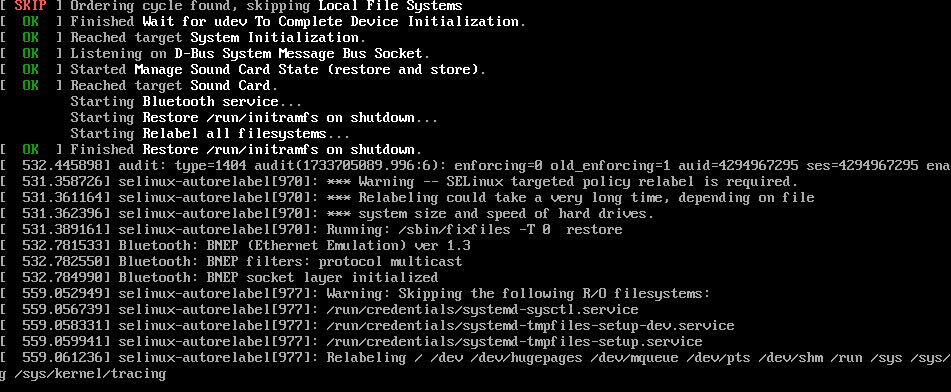 [ SKIP ] Ordering cycle found, skipping Local File Systems
[  OK  ] Finished Wait for udev To Complete Device Initialization.
[  OK  ] Reached target System Initialization.
[  OK  ] Listening on D-Bus System Message Bus Socket.
[  OK  ] Started Manage Sound Card State (restore and store).
[  OK  ] Reached target Sound Card.
         Starting Bluetooth service...
         Starting Restore /run/initramfs on shutdown...
         Starting Relabel all filesystems...
[  OK  ] Finished Restore /run/initramfs on shutdown.
[  532.445898] audit: type=1404 audit(1733705089.996:6): enforcing=0 old_enforcing=1 auid=4294967295 ses=4294967295 ena
[  531.358726] selinux-autorelabel[970]: *** Warning -- SELinux targeted policy relabel is required.
[  531.361164] selinux-autorelabel[970]: *** Relabeling could take a very long time, depending on file
[  531.362396] selinux-autorelabel[970]: *** system size and speed of hard drives.
[  531.389161] selinux-autorelabel[970]: Running: /sbin/fixfiles -T 0  restore
[  532.781533] Bluetooth: BNEP (Ethernet Emulation) ver 1.3
[  532.782550] Bluetooth: BNEP filters: protocol multicast
[  532.784990] Bluetooth: BNEP socket layer initialized
[  559.052949] selinux-autorelabel[977]: Warning: Skipping the following R/O filesystems:
[  559.056739] selinux-autorelabel[977]: /run/credentials/systemd-sysctl.service
[  559.058331] selinux-autorelabel[977]: /run/credentials/systemd-tmpfiles-setup-dev.service
[  559.059941] selinux-autorelabel[977]: /run/credentials/systemd-tmpfiles-setup.service
[  559.061236] selinux-autorelabel[977]: Relabeling / /dev /dev/hugepages /dev/mqueue /dev/pts /dev/shm /run /sys /sys/
g /sys/kernel/tracing